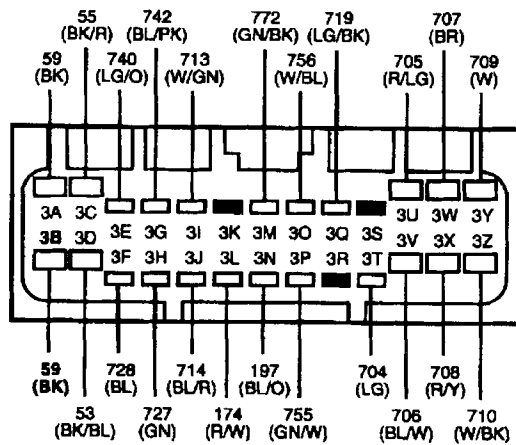 55 742 772 719 707
(BK/R) (BL/PK) (GN/BK) (LG/BK) (BR)
59 740 713 756 705 709
(BK) (LG/O) (W/GN) (W/BL) (R/LG) (W)
3A 3C 3E 3G 3I 3K 3M 3O 3Q 3S 3U 3W 3Y
3B 3D 3F 3H 3J 3L 3N 3P 3R 3T 3V 3X 3Z
59 728 714 197 704 708
(BK) (BL) (BL/R) (BL/O) (LG) (R/Y)
53 727 174 755 706 710
(BK/BL) (GN) (R/W) (GN/W) (BL/W) (W/BK)